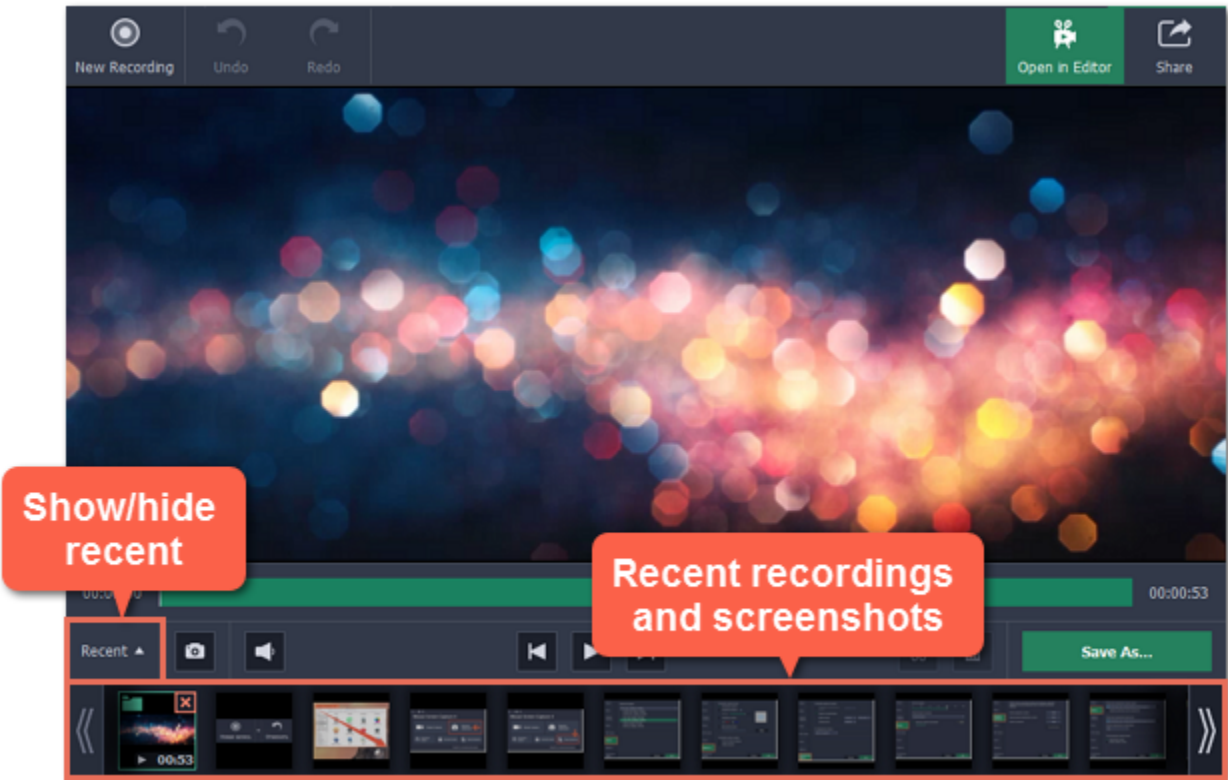 New Recording
Undo
Redo
Open in Editor
Share
Show/hide
recent
Recent recordings
and screenshots
00:00:53
Recent
Save As...
00:53